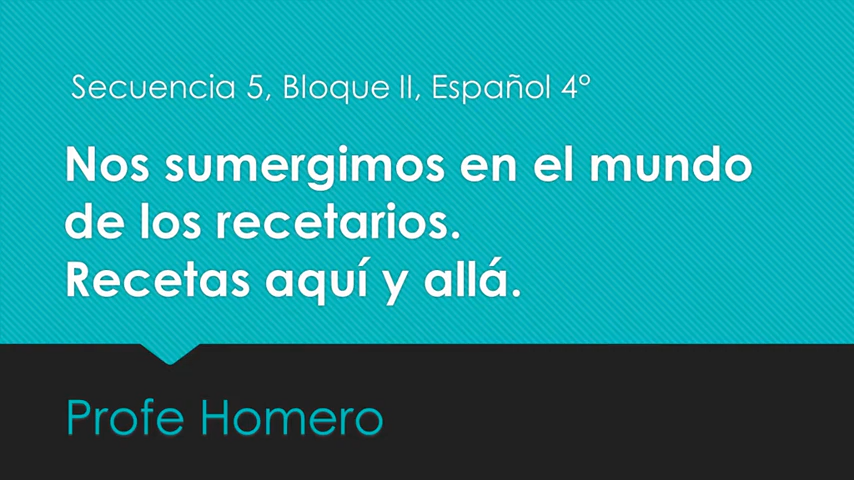 Secuencia 5, Bloque II, Español 4°
Nos sumergimos en el mundo
de los recetarios.
Recetas aquí y allá.
Profe Homero